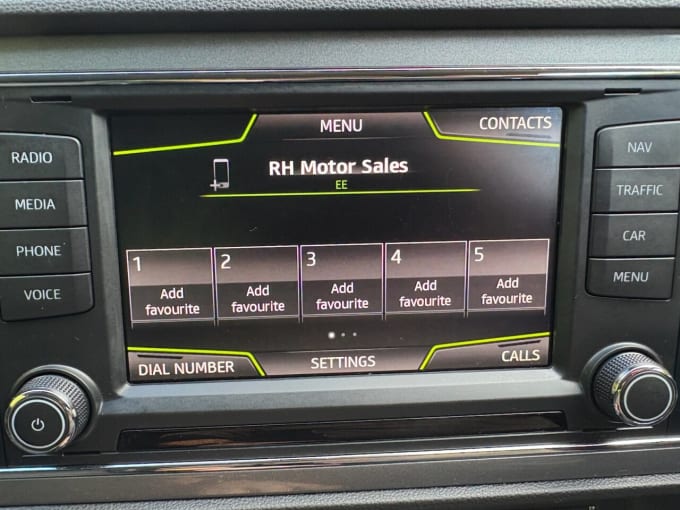 RADIO
MEDIA
PHONE
VOICE
MENU
CONTACTS
RH Motor Sales
EE
1
Add
favourite
2
Add
favourite
3
Add
favourite
4
Add
favourite
5
Add
favourite
DIAL NUMBER
SETTINGS
CALLS
NAV
TRAFFIC
CAR
MENU